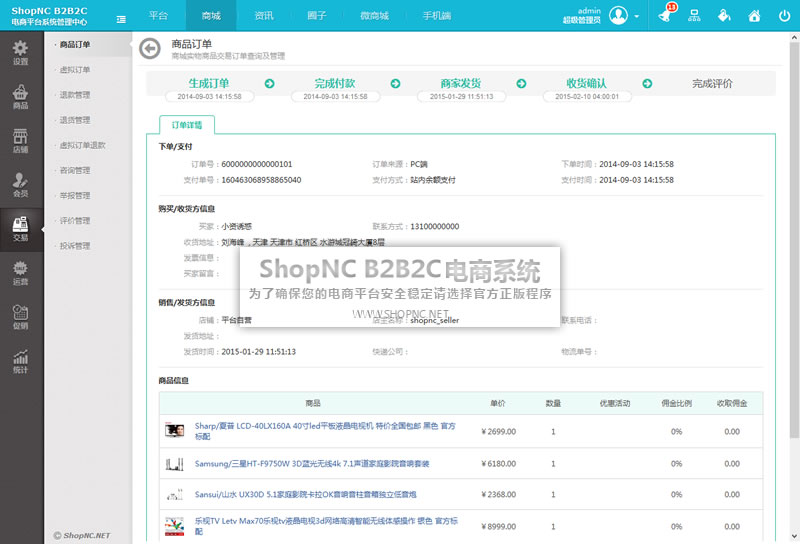 ShopNC B2B2C
电商平台系统管理中心
平台 商城 资讯 圈子 微商城 手机端
admin
超级管理员
13
设置
商品
店铺
会员
交易
运营
促销
统计
商品订单
虚拟订单
退款管理
退货管理
虚拟订单退款
咨询管理
举报管理
评价管理
投诉管理
© ShopNC.NET
商品订单
商城实物商品交易订单查询及管理
生成订单 完成付款 商家发货 收货确认 完成评价
2014-09-03 14:15:58 2014-09-03 14:15:58 2015-01-29 11:51:13 2015-02-10 04:00:01
订单详情
下单/支付
订单号：6000000000000101 订单来源：PC端 下单时间：2014-09-03 14:15:58
支付单号：160463068958865040 支付方式：站内余额支付 支付时间：2014-09-03 14:15:58
购买/收货方信息
买家：小资诱惑 联系方式：13100000000
收货地址：刘海峰，天津 天津市 红桥区 水游城冠峰大厦8层
发票信息：
买家留言：
ShopNC B2B2C电商系统
为了确保您的电商平台安全稳定请选择官方正版程序
WWW.SHOPNC.NET
销售/发货方信息
店铺：平台自营 店主名称：shopnc_seller 联系电话：
发货地址：
发货时间：2015-01-29 11:51:13 快递公司： 物流单号：
商品信息
商品 单价 数量 优惠活动 佣金比例 收取佣金
Sharp/夏普 LCD-40LX160A 40寸led平板液晶电视机 特价全国包邮 黑色 官方
标配
￥2699.00 1 0% 0.00
Samsung/三星HT-F9750W 3D蓝光无线4k 7.1声道家庭影院音响套装 ￥6180.00 1 0% 0.00
Sansui/山水 UX30D 5.1家庭影院卡拉OK音响音柱音箱独立低音炮 ￥2368.00 1 0% 0.00
乐视TV Letv Max70乐视tv液晶电视3d网络高清智能无线体感操作 银色 官方标
配
￥8999.00 1 0% 0.00